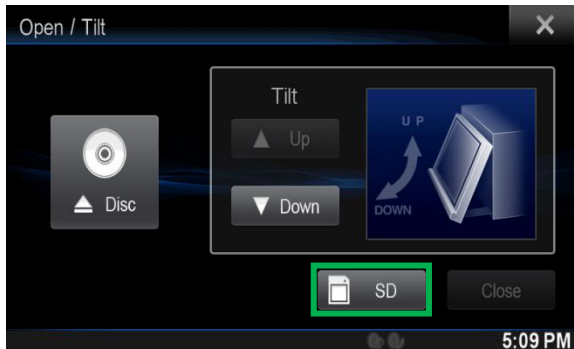 Open / Tilt
Tilt
Up
Disc
Down
UP
DOWN
SD
Close
5:09 PM